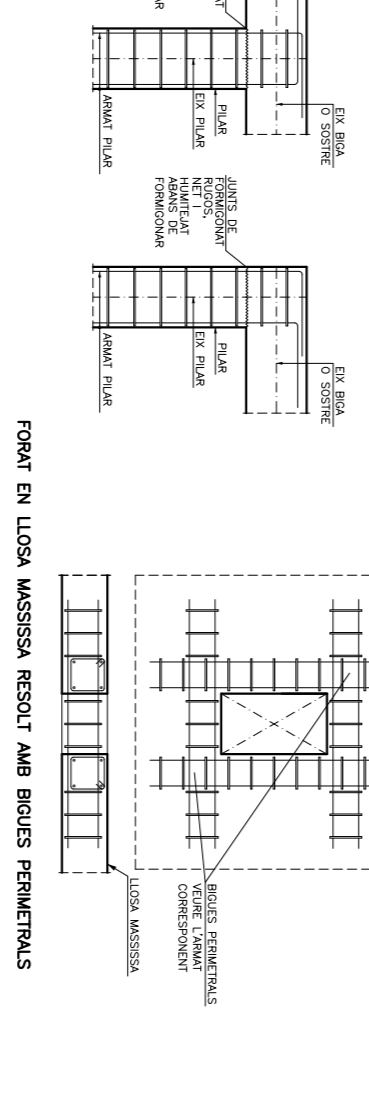 EIX BIGA
O SOSTRE
PILAR
EIX PILAR
ARMAT PILAR
EIX BIGA
O SOSTRE
JUNTS DE
FORMIGONAT
RUGOS,
NET I
HUMITEJAT
ABANS DE
FORMIGONAR
PILAR
EIX PILAR
ARMAT PILAR
BIGUES PERIMETRALS
VEURE L'ARMAT
CORRESPONENT
LLOSA MASSISSA
FORAT EN LLOSA MASSISSA RESOLT AMB BIGUES PERIMETRALS